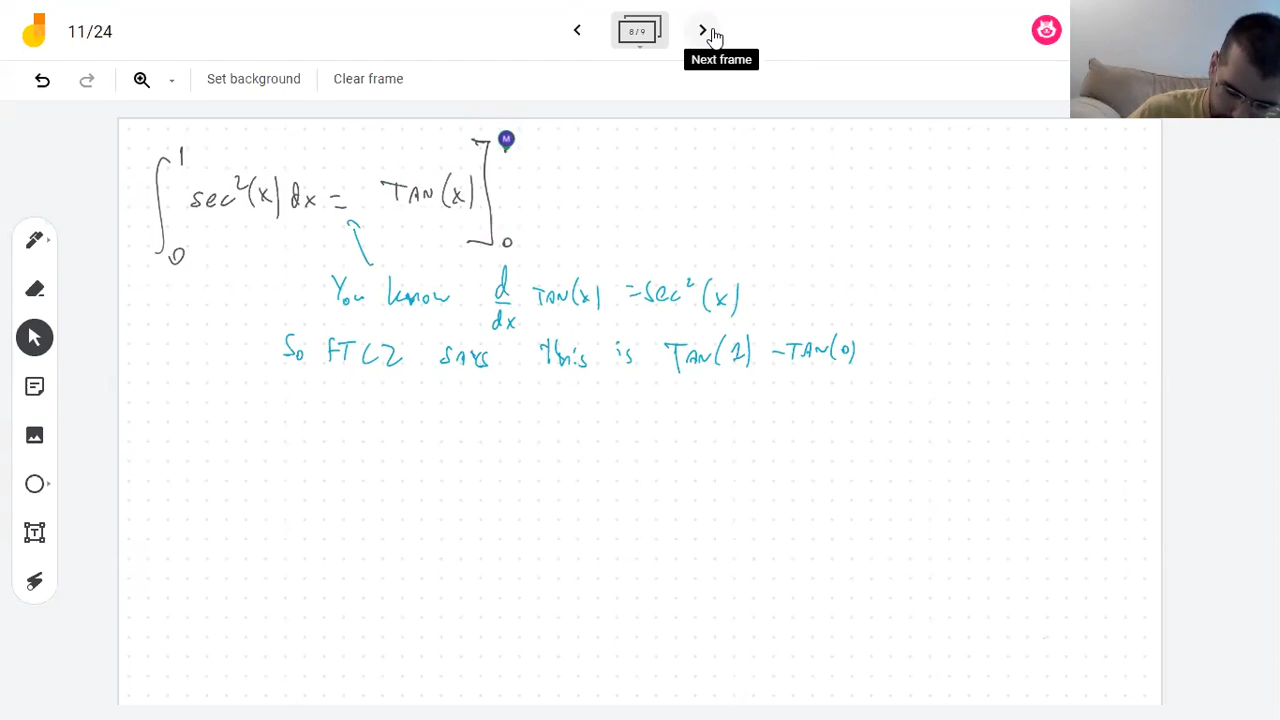 11/24
8/9
Next frame
Set background
Clear frame
M
∫₀¹ sec²(x) dx = TAN(x)]₀
You know d/dx TAN(x) = sec²(x)
So FTC2 says this is TAN(1) - TAN(0)
T